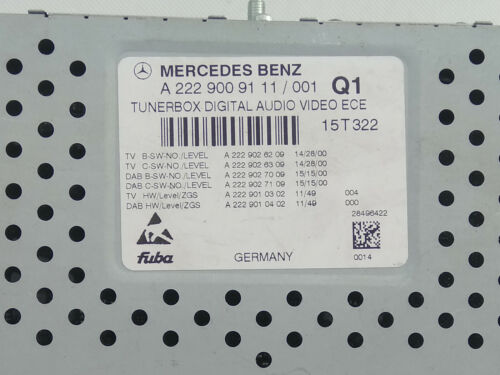 MERCEDES BENZ
A 222 900 91 11 / 001 Q1
TUNERBOX DIGITAL AUDIO VIDEO ECE
15T322
TV B-SW-NO./LEVEL A 222 902 62 09 14/28/00
TV C-SW-NO./LEVEL A 222 902 63 09 14/28/00
DAB B-SW-NO./LEVEL A 222 902 70 09 15/15/00
DAB C-SW-NO./LEVEL A 222 902 71 09 15/15/00
TV HW/Level/ZGS A 222 901 03 02 11/49 004
DAB HW/Level/ZGS A 222 901 04 02 11/49 000
28496422
fuba GERMANY 0014